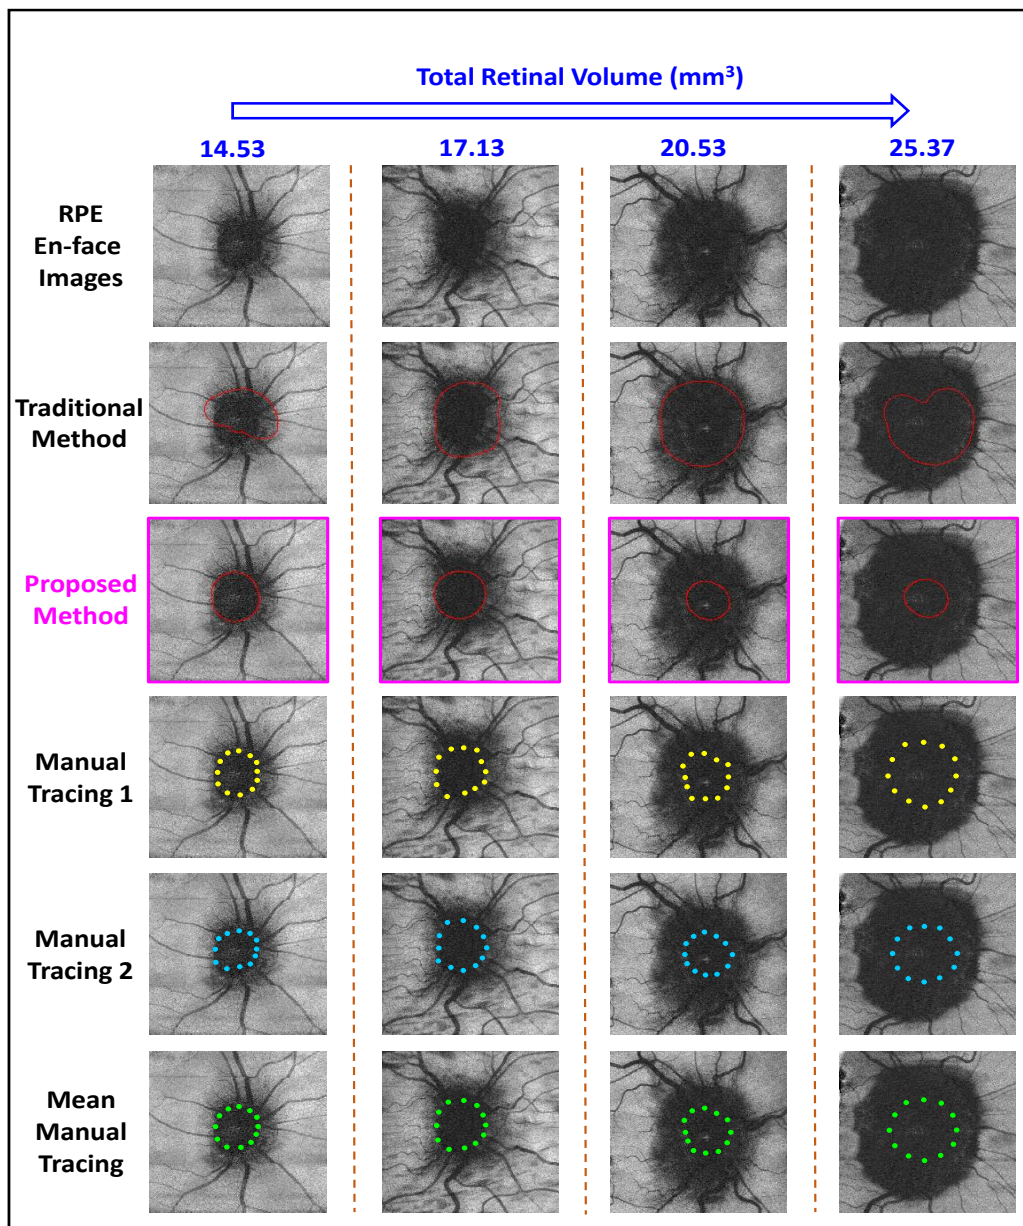 Total Retinal Volume (mm³)
14.53 17.13 20.53 25.37
RPE
En-face
Images
Traditional
Method
Proposed
Method
Manual
Tracing 1
Manual
Tracing 2
Mean
Manual
Tracing